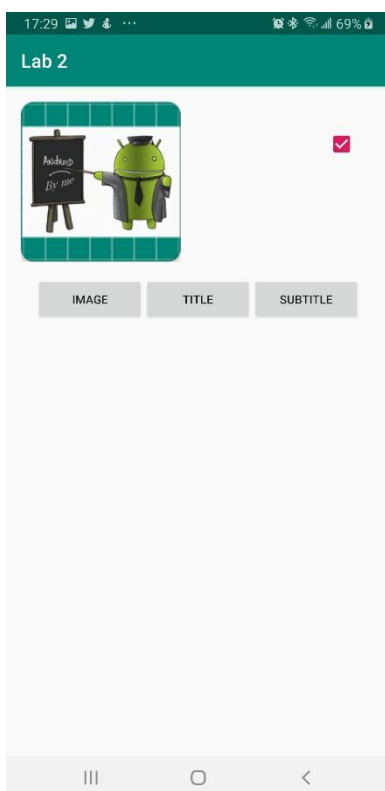 17:29 69%
Lab 2
Android
By me
IMAGE TITLE SUBTITLE